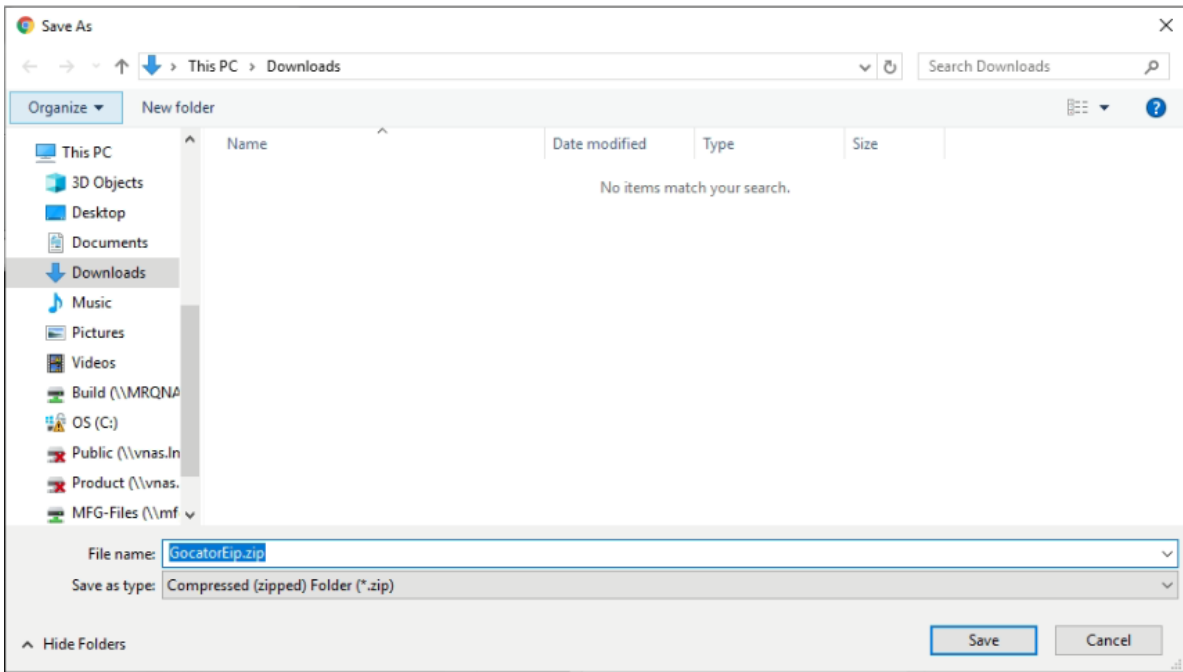 Save As
This PC > Downloads
Search Downloads
Organize
New folder
Name
Date modified
Type
Size
No items match your search.
This PC
3D Objects
Desktop
Documents
Downloads
Music
Pictures
Videos
Build (\\MRQNA
OS (C:)
Public (\\vnas.In
Product (\\vnas.
MFG-Files (\\mf
File name: GocatorEip.zip
Save as type: Compressed (zipped) Folder (*.zip)
Hide Folders
Save
Cancel